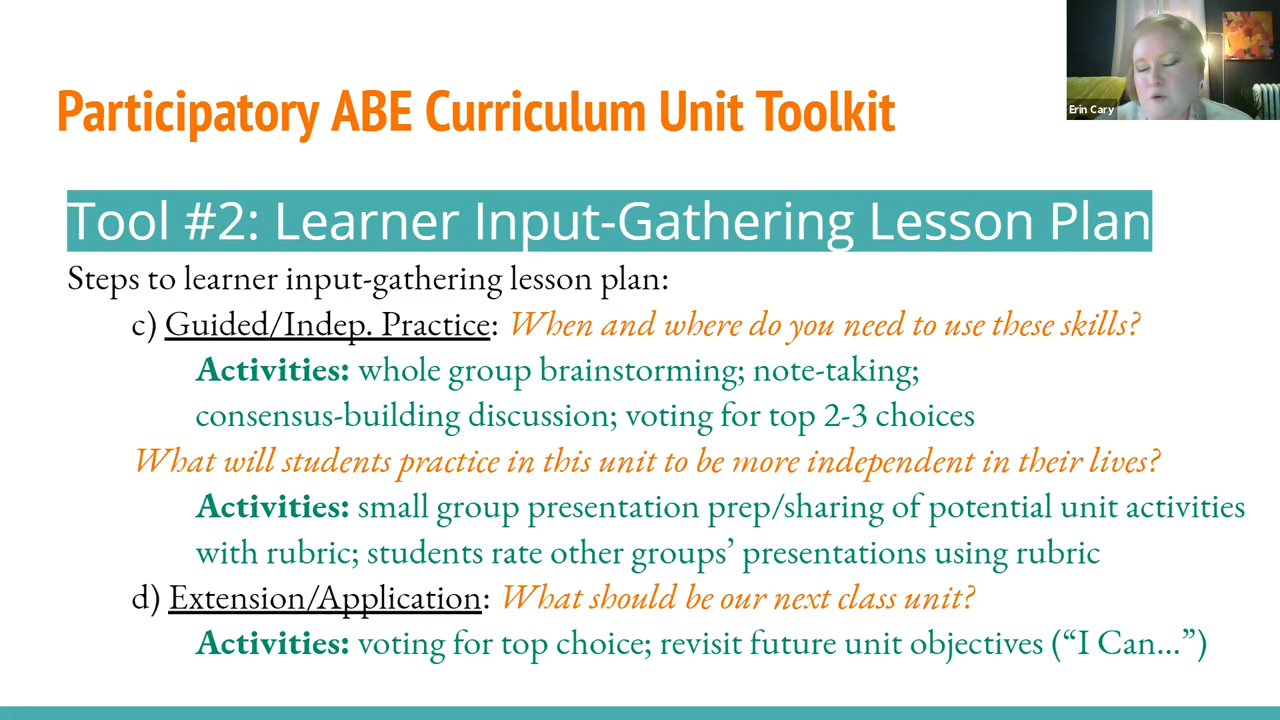 Erin Cary
Participatory ABE Curriculum Unit Toolkit
Tool #2: Learner Input-Gathering Lesson Plan
Steps to learner input-gathering lesson plan:
c) Guided/Indep. Practice: When and where do you need to use these skills?
Activities: whole group brainstorming; note-taking;
consensus-building discussion; voting for top 2-3 choices
What will students practice in this unit to be more independent in their lives?
Activities: small group presentation prep/sharing of potential unit activities
with rubric; students rate other groups’ presentations using rubric
d) Extension/Application: What should be our next class unit?
Activities: voting for top choice; revisit future unit objectives (“I Can...”)